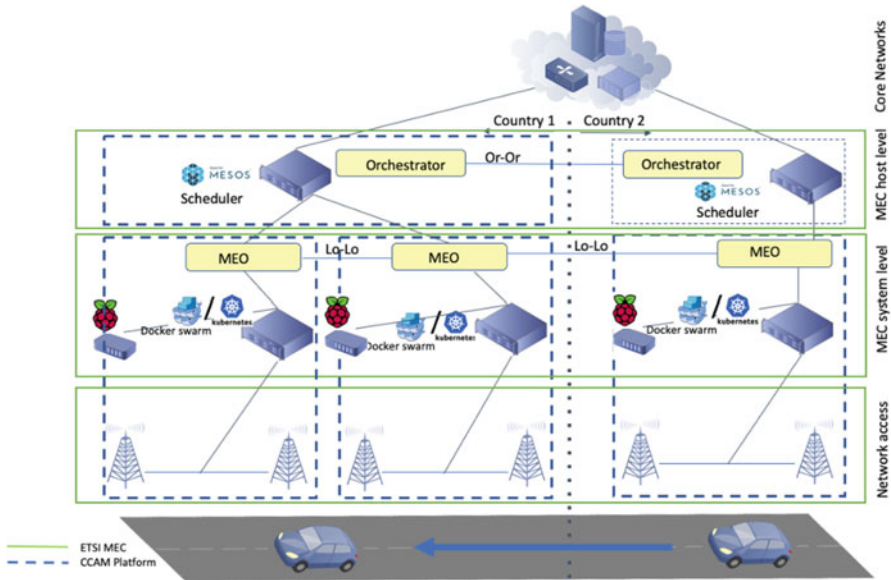 Core Networks
Country 1
Country 2
MEC host level
Orchestrator
Or-Or
Orchestrator
MESOS
Scheduler
MESOS
Scheduler
MEC system level
MEO
Lo-Lo
MEO
Lo-Lo
MEO
/
kubernetes
Docker swarm
/
kubernetes
Docker swarm
/
kubernetes
Docker swarm
Network access
ETSI MEC
CCAM Platform